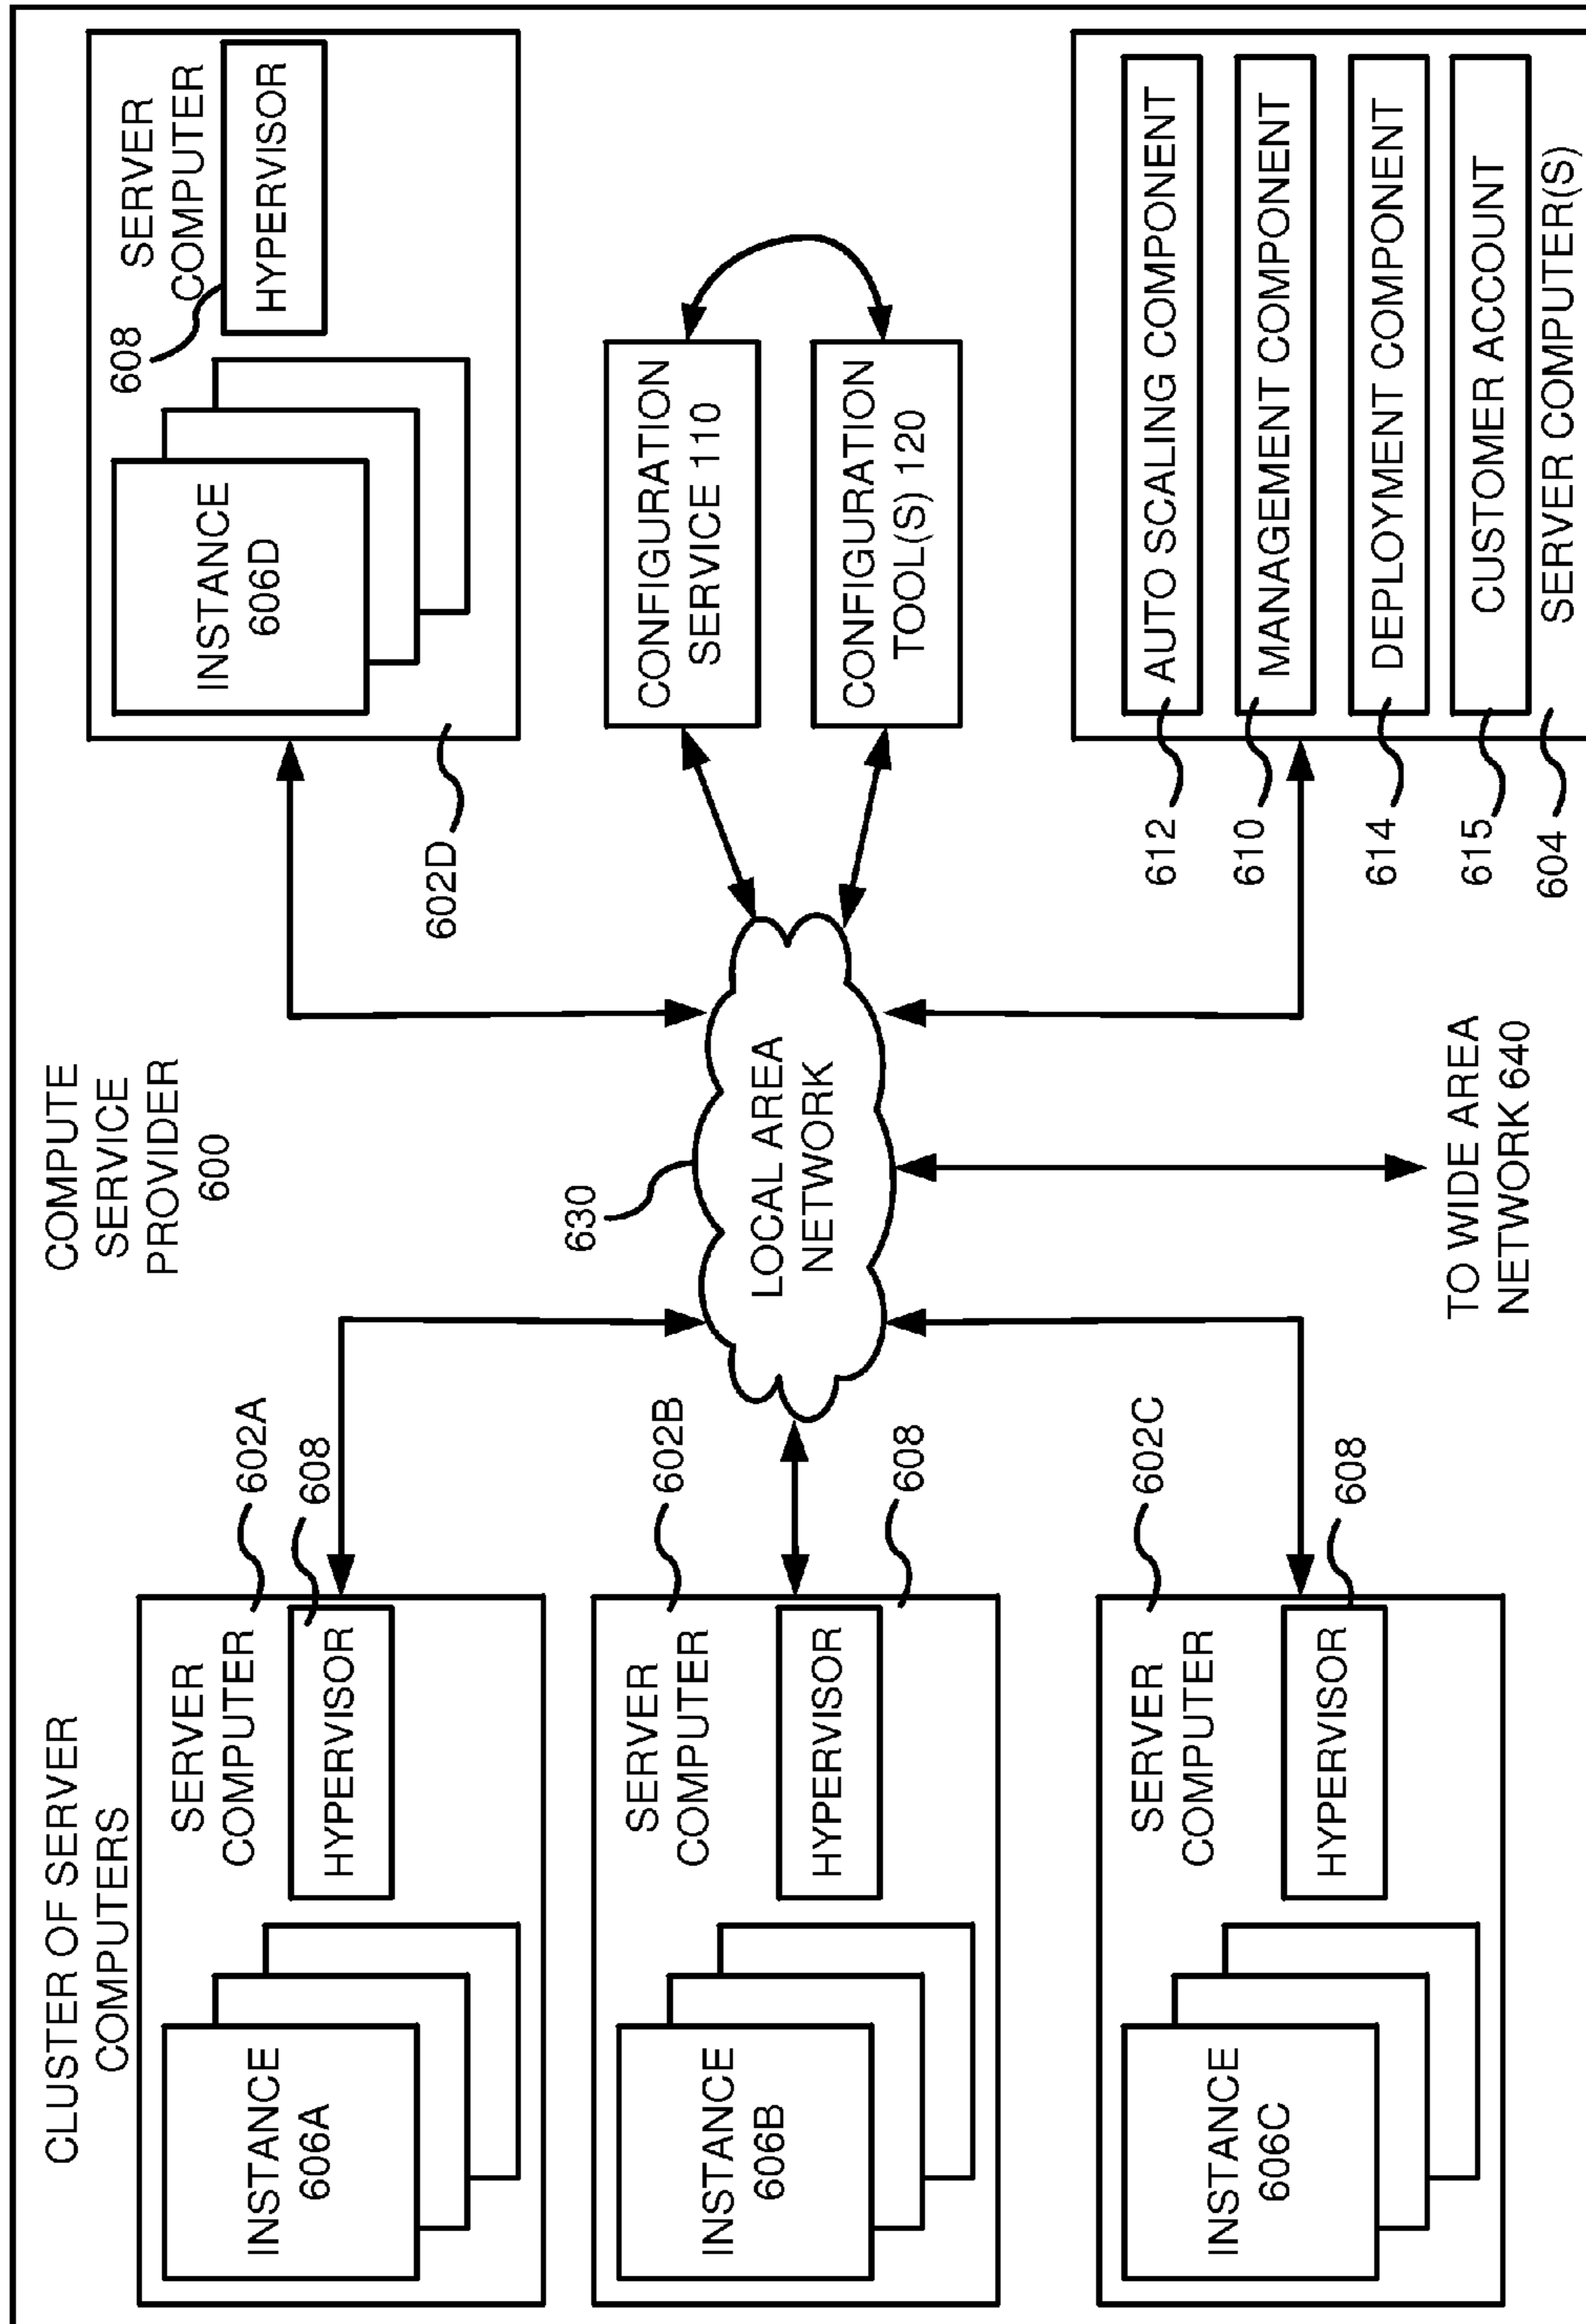 CLUSTER OF SERVER
COMPUTERS
COMPUTE
SERVICE
PROVIDER
600
SERVER
COMPUTER
602A
HYPERVISOR
608
INSTANCE
606A
SERVER
COMPUTER
602B
HYPERVISOR
608
INSTANCE
606B
SERVER
COMPUTER
602C
HYPERVISOR
608
INSTANCE
606C
630
LOCAL AREA
NETWORK
TO WIDE AREA
NETWORK 640
SERVER
COMPUTER
608
HYPERVISOR
INSTANCE
606D
602D
CONFIGURATION
SERVICE 110
CONFIGURATION
TOOL(S) 120
612
AUTO SCALING COMPONENT
610
MANAGEMENT COMPONENT
614
DEPLOYMENT COMPONENT
615
CUSTOMER ACCOUNT
604
SERVER COMPUTER(S)